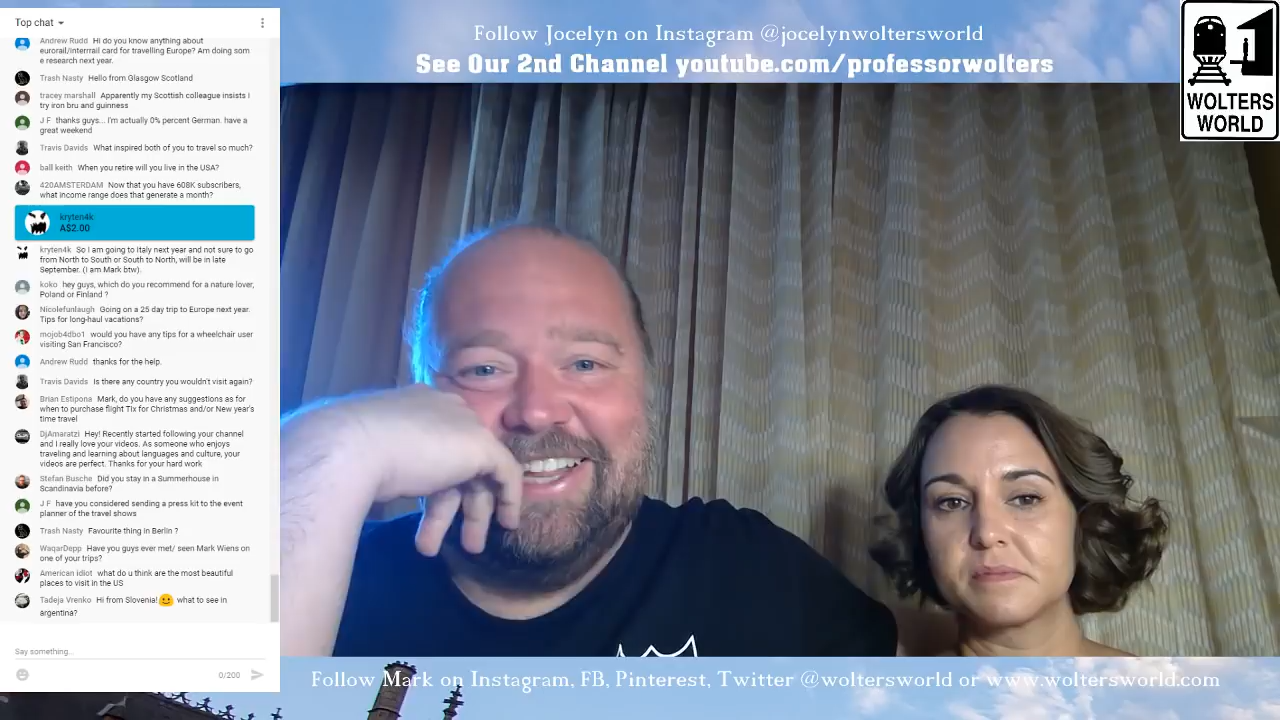 Top chat
Andrew Rudd Hi do you know anything about
eurorail/interrrail card for travelling Europe? Am doing som
e research next year.
Trash Nasty Hello from Glasgow Scotland
tracey marshall Apparently my Scottish colleague insists I
try iron bru and guinness
J F thanks guys... I'm actually 0% percent German. have a
great weekend
Travis Davids What inspired both of you to travel so much?
ball keith When you retire will you live in the USA?
420AMSTERDAM Now that you have 608K subscribers,
what income range does that generate a month?
kryten4k
A$2.00
kryten4k So I am going to Italy next year and not sure to go
from North to South or South to North, will be in late
September. (I am Mark btw).
koko hey guys, which do you recommend for a nature lover,
Poland or Finland ?
Nicolefunlaugh Going on a 25 day trip to Europe next year.
Tips for long-haul vacations?
mojob4dbo1 would you have any tips for a wheelchair user
visiting San Francisco?
Andrew Rudd thanks for the help.
Travis Davids Is there any country you wouldn't visit again?
Brian Estipona Mark, do you have any suggestions as for
when to purchase flight Tix for Christmas and/or New year's
time travel
DjAmaratzi Hey! Recently started following your channel
and I really love your videos. As someone who enjoys
traveling and learning about languages and culture, your
videos are perfect. Thanks for your hard work
Stefan Busche Did you stay in a Summerhouse in
Scandinavia before?
J F have you considered sending a press kit to the event
planner of the travel shows
Trash Nasty Favourite thing in Berlin ?
WaqarDepp Have you guys ever met/ seen Mark Wiens on
one of your trips?
American idiot what do u think are the most beautiful
places to visit in the US
Tadeja Vrenko Hi from Slovenia!🙂 what to see in
argentina?
Say something...
0/200
Follow Jocelyn on Instagram @jocelynwoltersworld
See Our 2nd Channel youtube.com/professorwolters
WOLTERS
WORLD
Follow Mark on Instagram, FB, Pinterest, Twitter @woltersworld or www.woltersworld.com